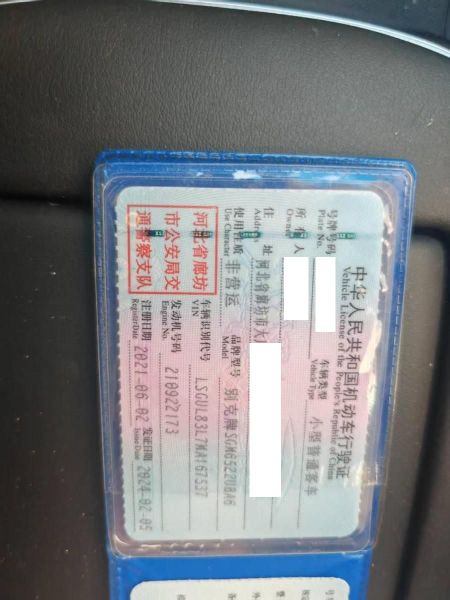 中华人民共和国机动车行驶证
Vehicle License of the People's Republic of China
号牌号码 车辆类型 小型普通客车
Plate No. Vehicle Type
所有人
Owner
住 址 河北省廊坊市大
Address
使用性质 非营运 品牌型号 别克牌SGM6522UBA6
Use Character Model
河北省廊坊
市公安局交
通警察支队
车辆识别代号 LSGUL83L7MA167537
VIN
发动机号码 210922173
Engine No.
注册日期 2021-06-02 发证日期 2024-02-05
Register Date Issue Date